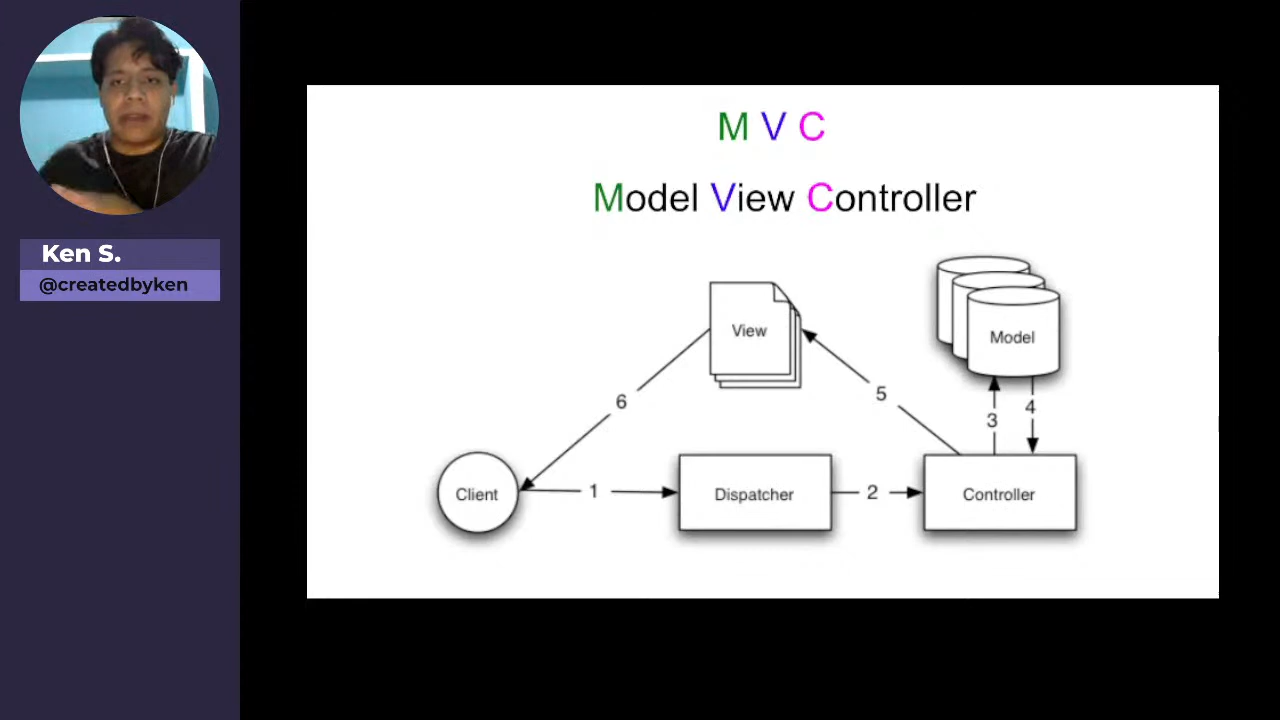 Ken S.
@createdbyken
M V C
Model View Controller
View
Model
6
5
3
4
Client
1
Dispatcher
2
Controller